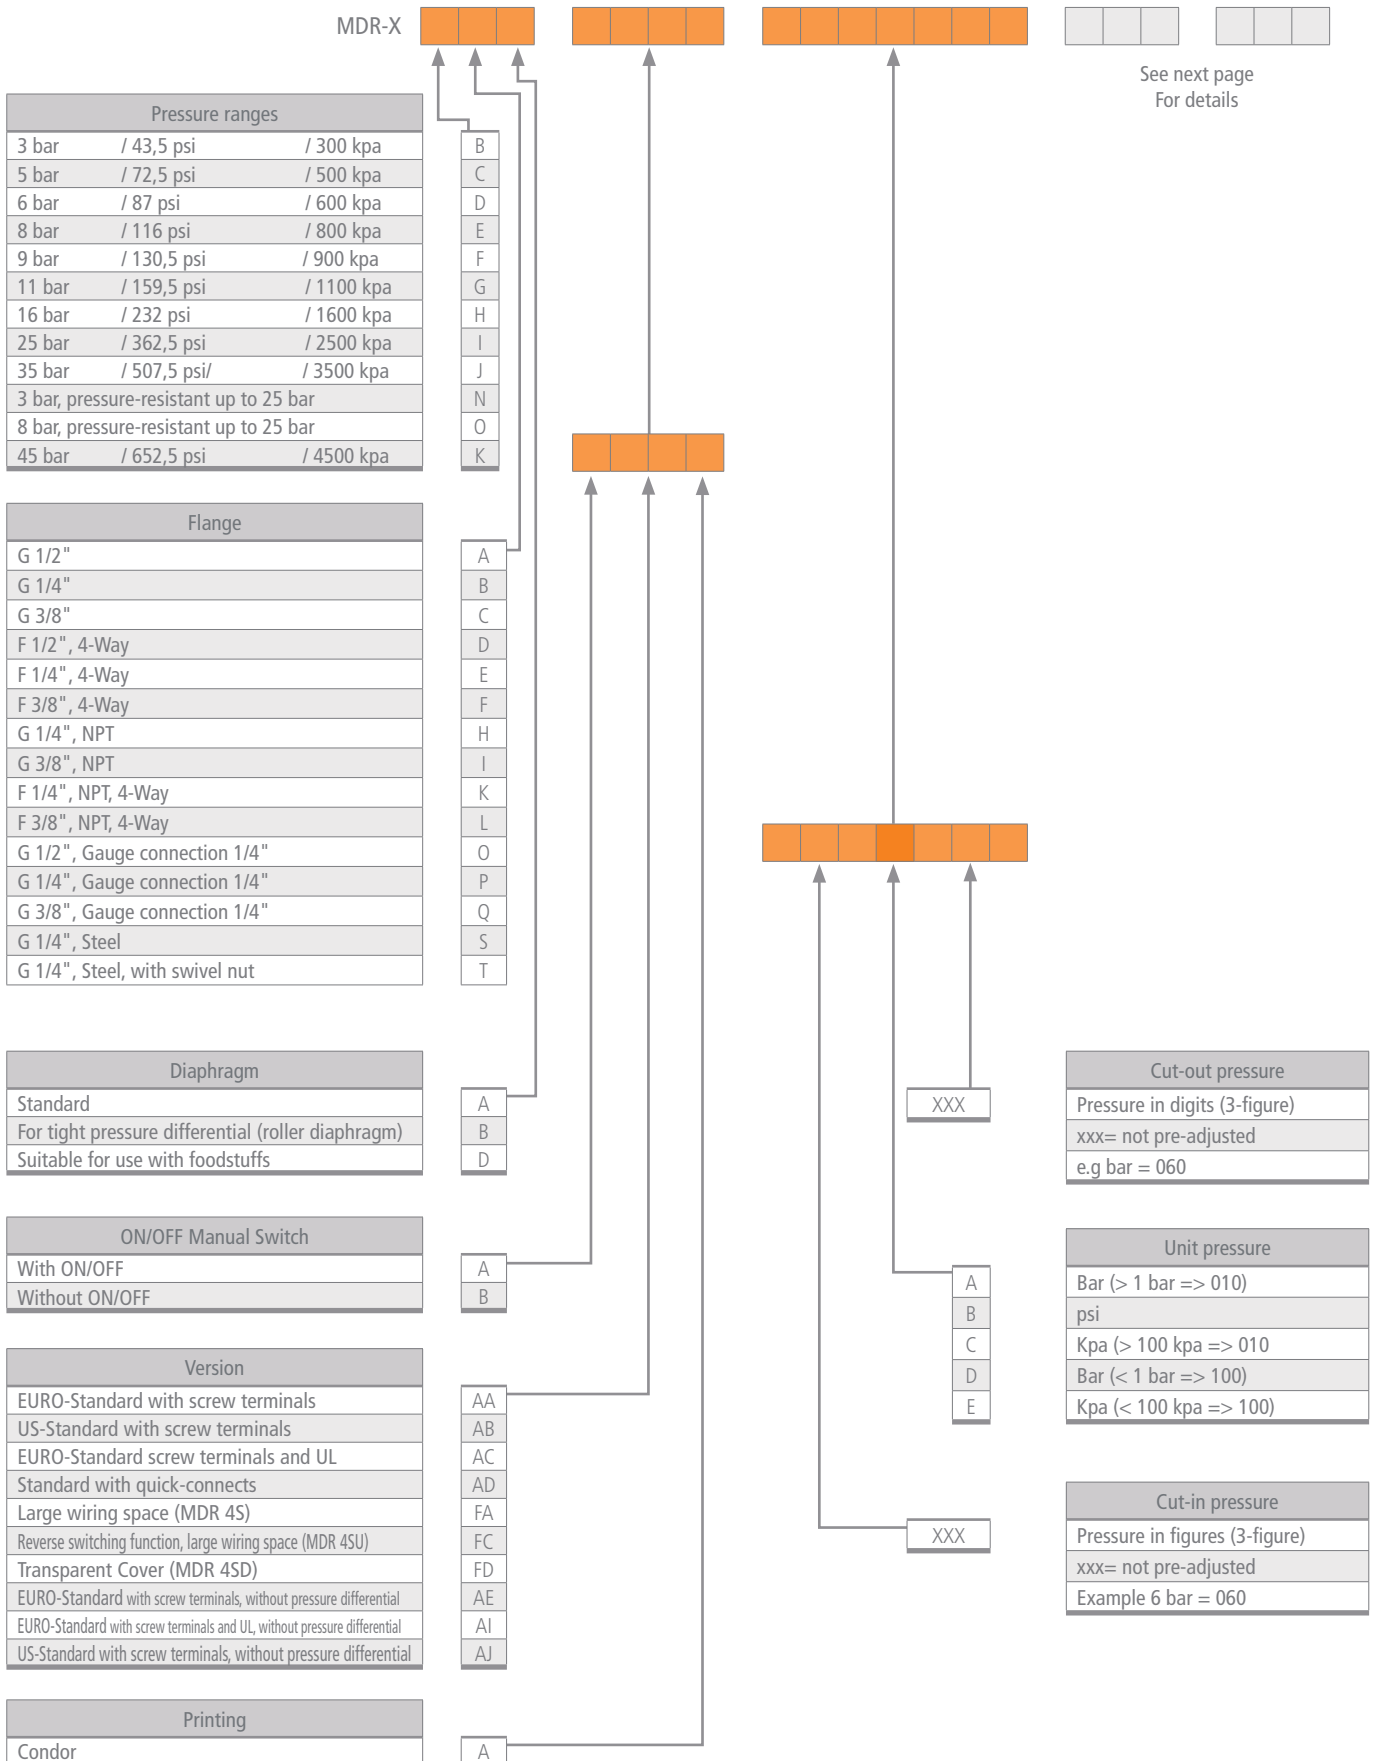 MDR-X
See next page
For details
Pressure ranges
3 bar / 43,5 psi / 300 kpa B
5 bar / 72,5 psi / 500 kpa C
6 bar / 87 psi / 600 kpa D
8 bar / 116 psi / 800 kpa E
9 bar / 130,5 psi / 900 kpa F
11 bar / 159,5 psi / 1100 kpa G
16 bar / 232 psi / 1600 kpa H
25 bar / 362,5 psi / 2500 kpa I
35 bar / 507,5 psi/ / 3500 kpa J
3 bar, pressure-resistant up to 25 bar N
8 bar, pressure-resistant up to 25 bar O
45 bar / 652,5 psi / 4500 kpa K
Flange
G 1/2" A
G 1/4" B
G 3/8" C
F 1/2", 4-Way D
F 1/4", 4-Way E
F 3/8", 4-Way F
G 1/4", NPT H
G 3/8", NPT I
F 1/4", NPT, 4-Way K
F 3/8", NPT, 4-Way L
G 1/2", Gauge connection 1/4" O
G 1/4", Gauge connection 1/4" P
G 3/8", Gauge connection 1/4" Q
G 1/4", Steel S
G 1/4", Steel, with swivel nut T
Diaphragm
Standard A
For tight pressure differential (roller diaphragm) B
Suitable for use with foodstuffs D
ON/OFF Manual Switch
With ON/OFF A
Without ON/OFF B
Version
EURO-Standard with screw terminals AA
US-Standard with screw terminals AB
EURO-Standard screw terminals and UL AC
Standard with quick-connects AD
Large wiring space (MDR 4S) FA
Reverse switching function, large wiring space (MDR 4SU) FC
Transparent Cover (MDR 4SD) FD
EURO-Standard with screw terminals, without pressure differential AE
EURO-Standard with screw terminals and UL, without pressure differential AI
US-Standard with screw terminals, without pressure differential AJ
Printing
Condor A
Cut-out pressure
XXX Pressure in digits (3-figure)
xxx= not pre-adjusted
e.g bar = 060
Unit pressure
A Bar (> 1 bar => 010)
B psi
C Kpa (> 100 kpa => 010
D Bar (< 1 bar => 100)
E Kpa (< 100 kpa => 100)
Cut-in pressure
XXX Pressure in figures (3-figure)
xxx= not pre-adjusted
Example 6 bar = 060